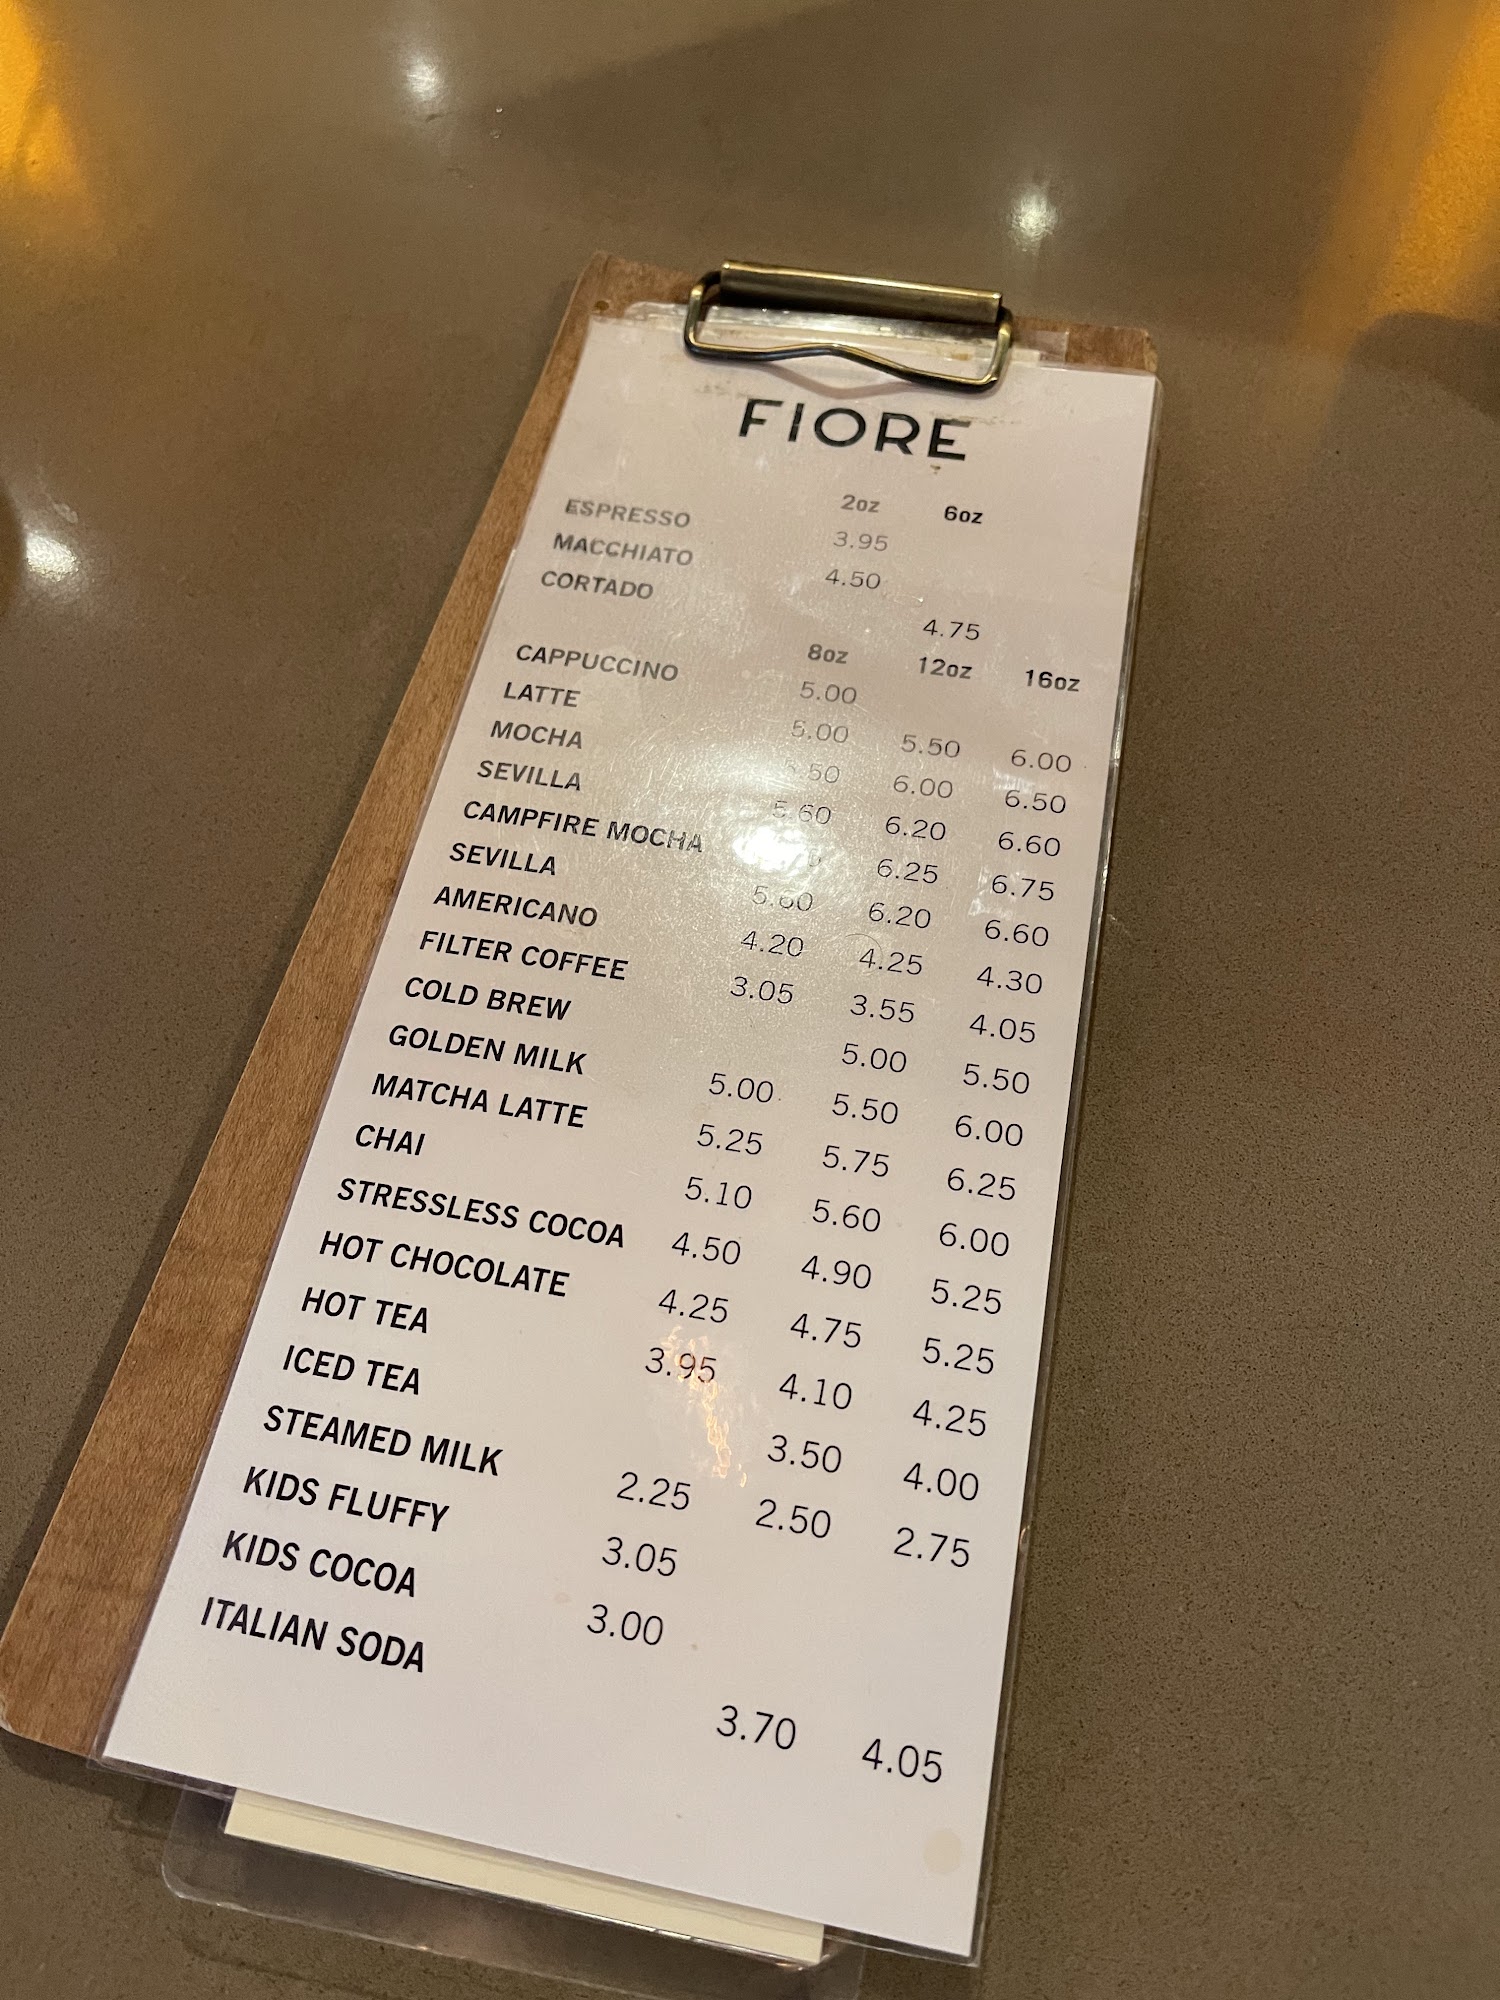 FIORE
2oz 6oz
ESPRESSO 3.95
MACCHIATO 4.50
CORTADO 4.75
8oz 12oz 16oz
CAPPUCCINO 5.00
LATTE 5.00 5.50 6.00
MOCHA 6.00 6.50
SEVILLA 5.60 6.20 6.60
CAMPFIRE MOCHA 6.25 6.75
SEVILLA 5.60 6.20 6.60
AMERICANO 4.20 4.25 4.30
FILTER COFFEE 3.05 3.55 4.05
COLD BREW 5.00 5.50
GOLDEN MILK 5.00 5.50 6.00
MATCHA LATTE 5.25 5.75 6.25
CHAI 5.10 5.60 6.00
STRESSLESS COCOA 4.50 4.90 5.25
HOT CHOCOLATE 4.25 4.75 5.25
HOT TEA 3.95 4.10 4.25
ICED TEA 3.50 4.00
STEAMED MILK 2.25 2.50 2.75
KIDS FLUFFY 3.05
KIDS COCOA 3.00
ITALIAN SODA 3.70 4.05